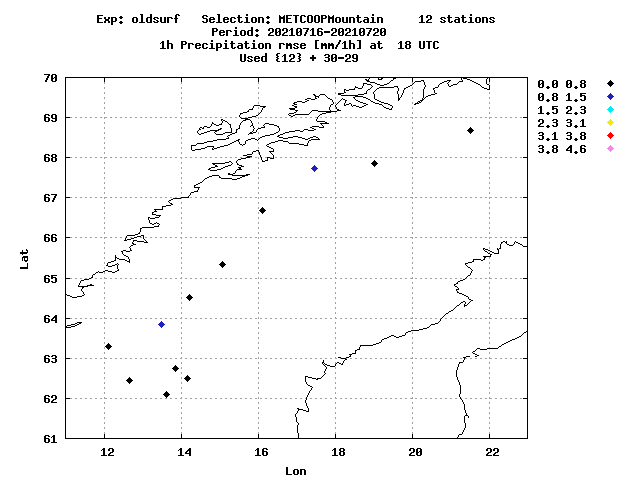 Exp: oldsurf   Selection: METCOOPMountain     12 stations
Period: 20210716-20210720
1h Precipitation rmse [mm/1h] at  18 UTC
Used {12} + 30-29
0.0 0.8
0.8 1.5
1.5 2.3
2.3 3.1
3.1 3.8
3.8 4.6
70
69
68
67
66
65
64
63
62
61
Lat
12 14 16 18 20 22
Lon